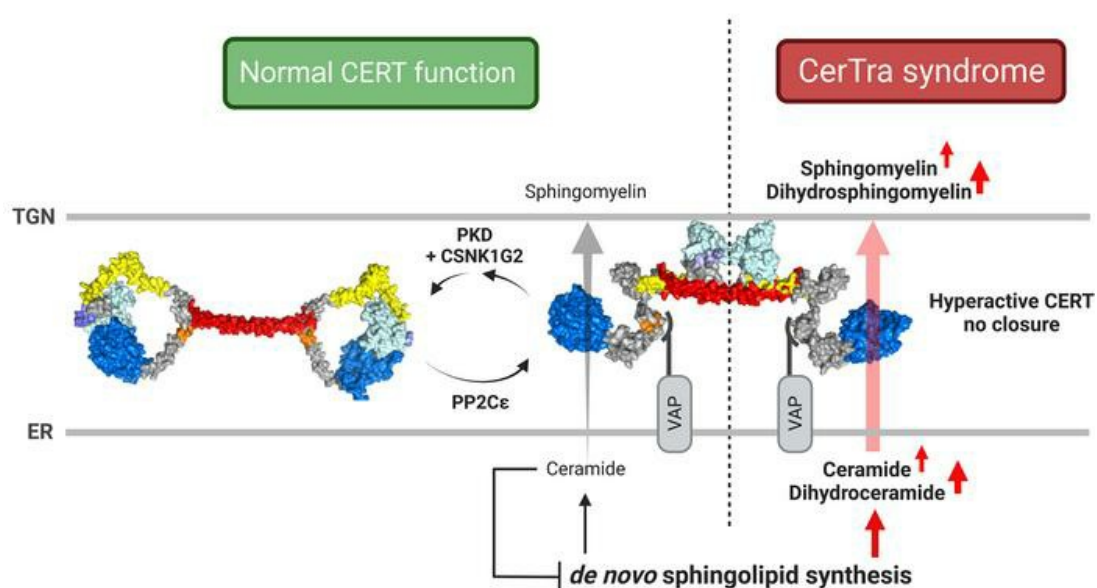 Normal CERT function
CerTra syndrome
Sphingomyelin
Dihydrosphingomyelin
Sphingomyelin
TGN
PKD
+ CSNK1G2
Hyperactive CERT
no closure
PP2Cε
VAP
VAP
ER
Ceramide
Ceramide
Dihydroceramide
de novo sphingolipid synthesis